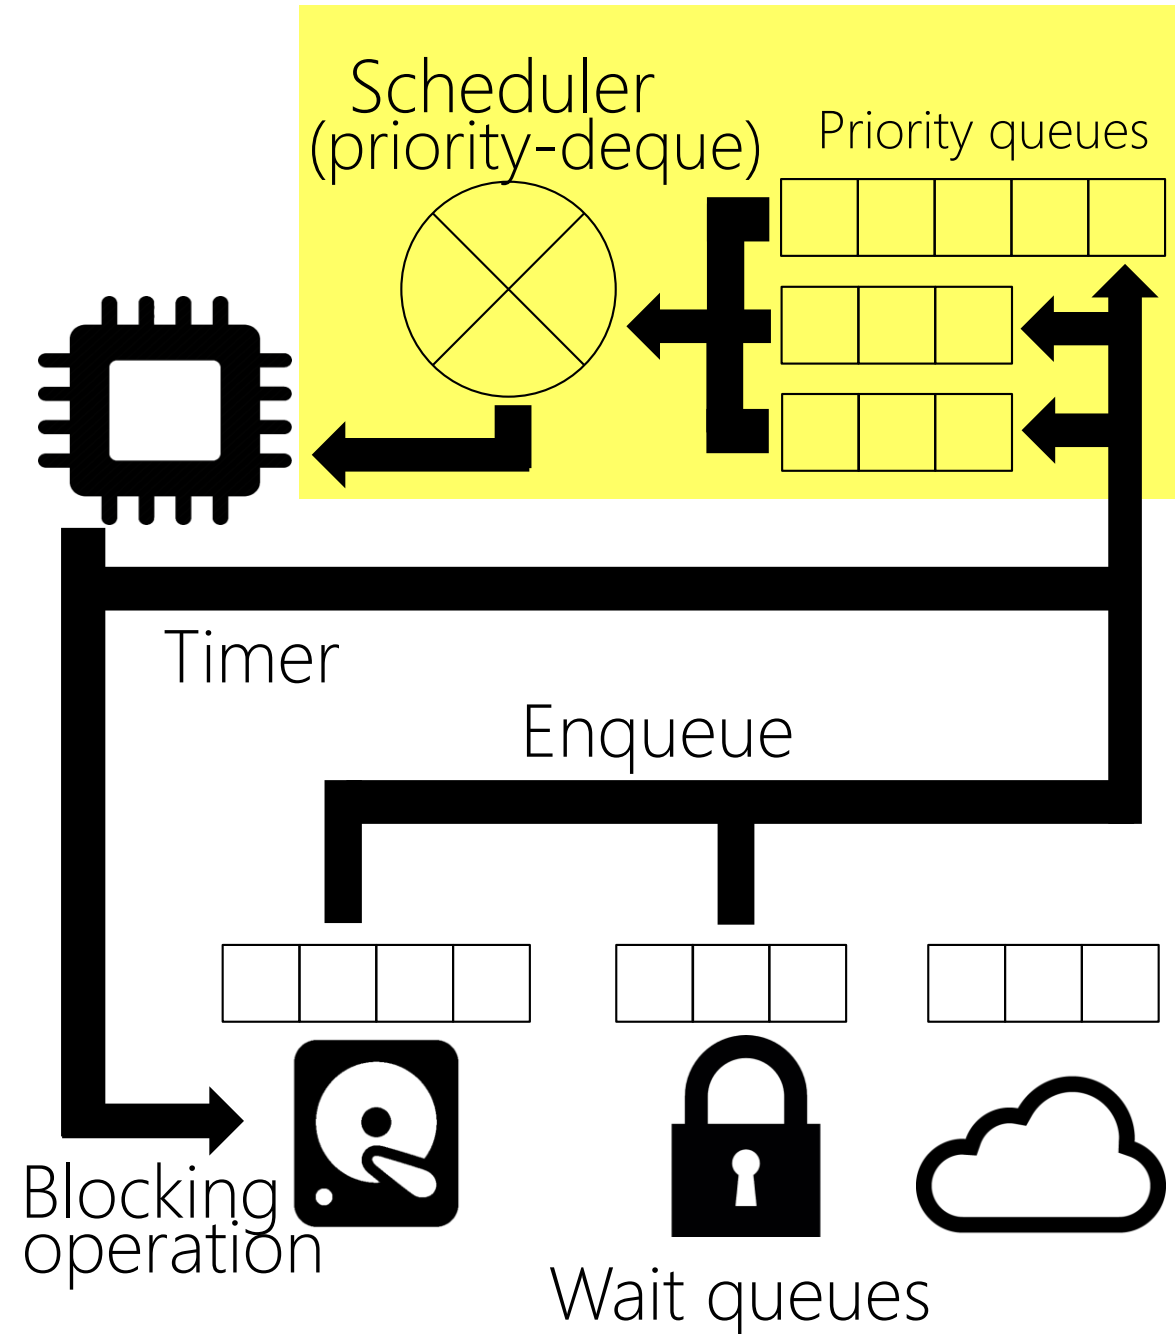 Scheduler
(priority-deque)
Priority queues
Timer
Enqueue
Blocking
operation
Wait queues